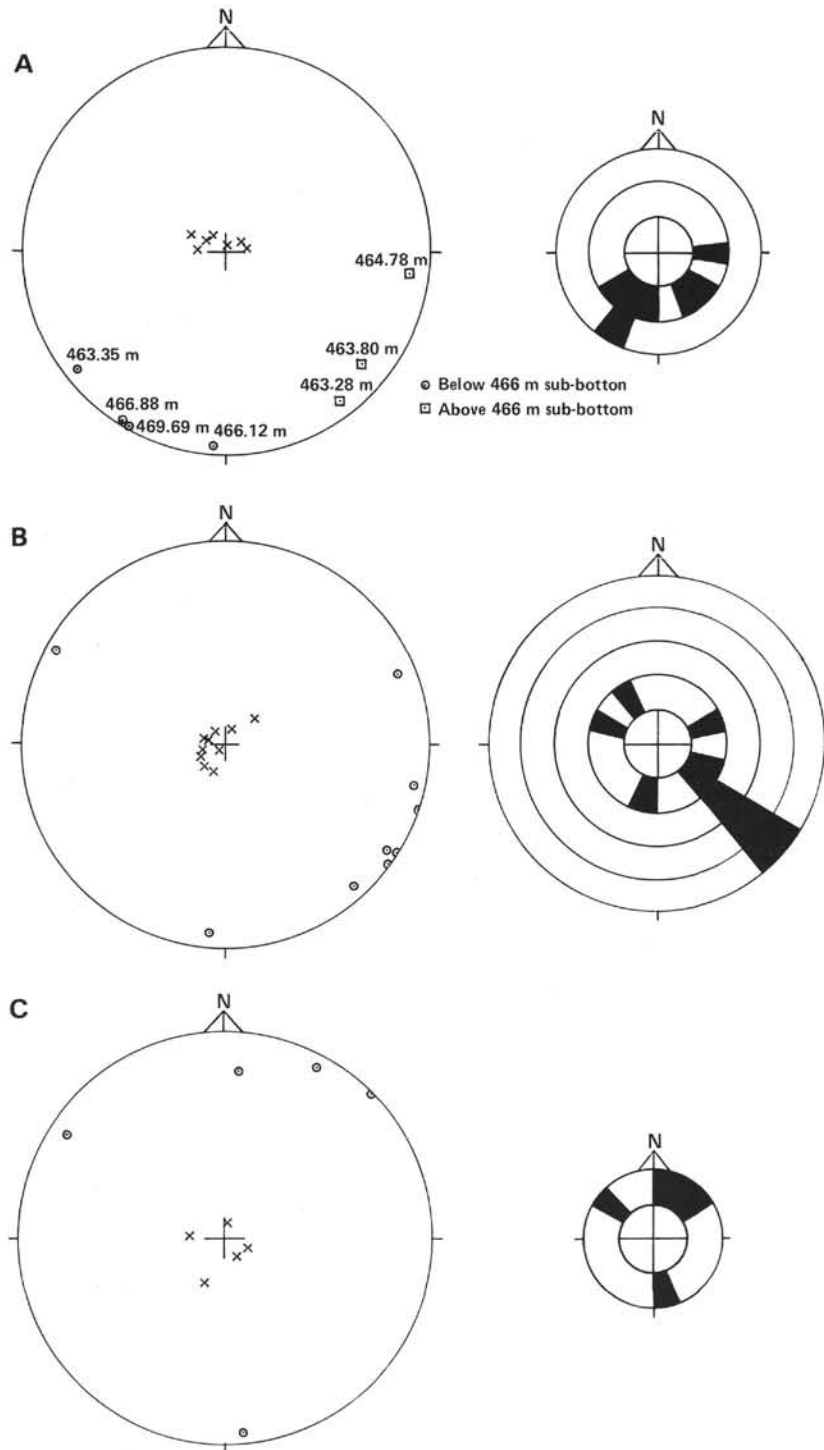 N
A
N
464.78 m
463.35 m
463.80 m
463.28 m
466.88 m
469.69 m
466.12 m
Below 466 m sub-botton
Above 466 m sub-bottom
N
B
N
N
C
N